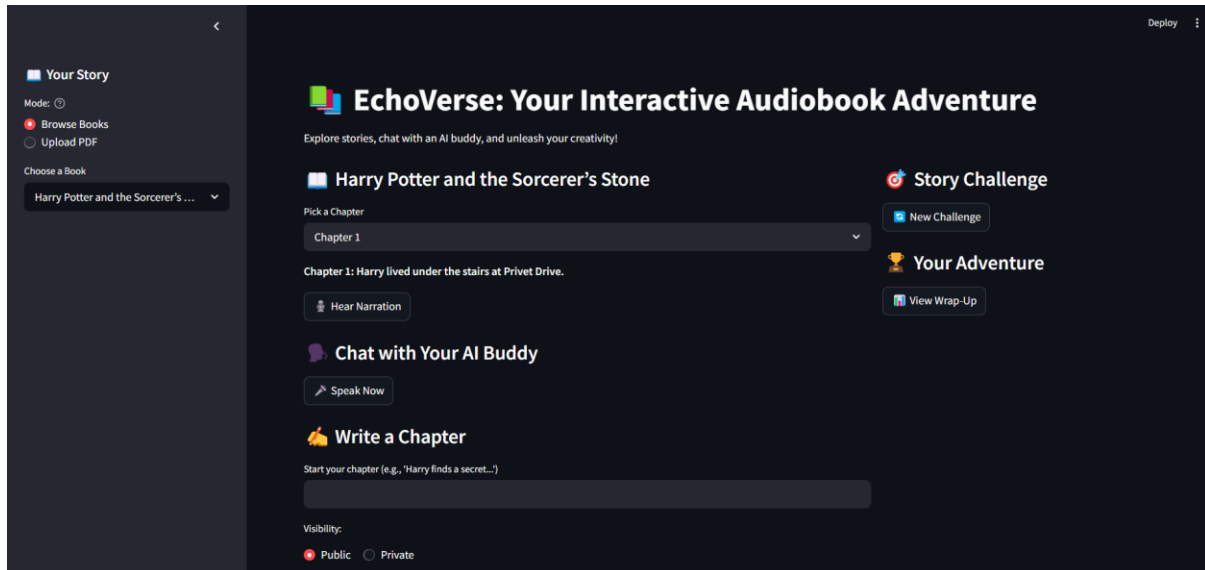 Deploy
Your Story
Mode:
Browse Books
Upload PDF
Choose a Book
Harry Potter and the Sorcerer's ...
EchoVerse: Your Interactive Audiobook Adventure
Explore stories, chat with an AI buddy, and unleash your creativity!
Harry Potter and the Sorcerer's Stone
Pick a Chapter
Chapter 1
Chapter 1: Harry lived under the stairs at Privet Drive.
Hear Narration
Chat with Your AI Buddy
Speak Now
Write a Chapter
Start your chapter (e.g., 'Harry finds a secret...')
Visibility:
Public
Private
Story Challenge
New Challenge
Your Adventure
View Wrap-Up